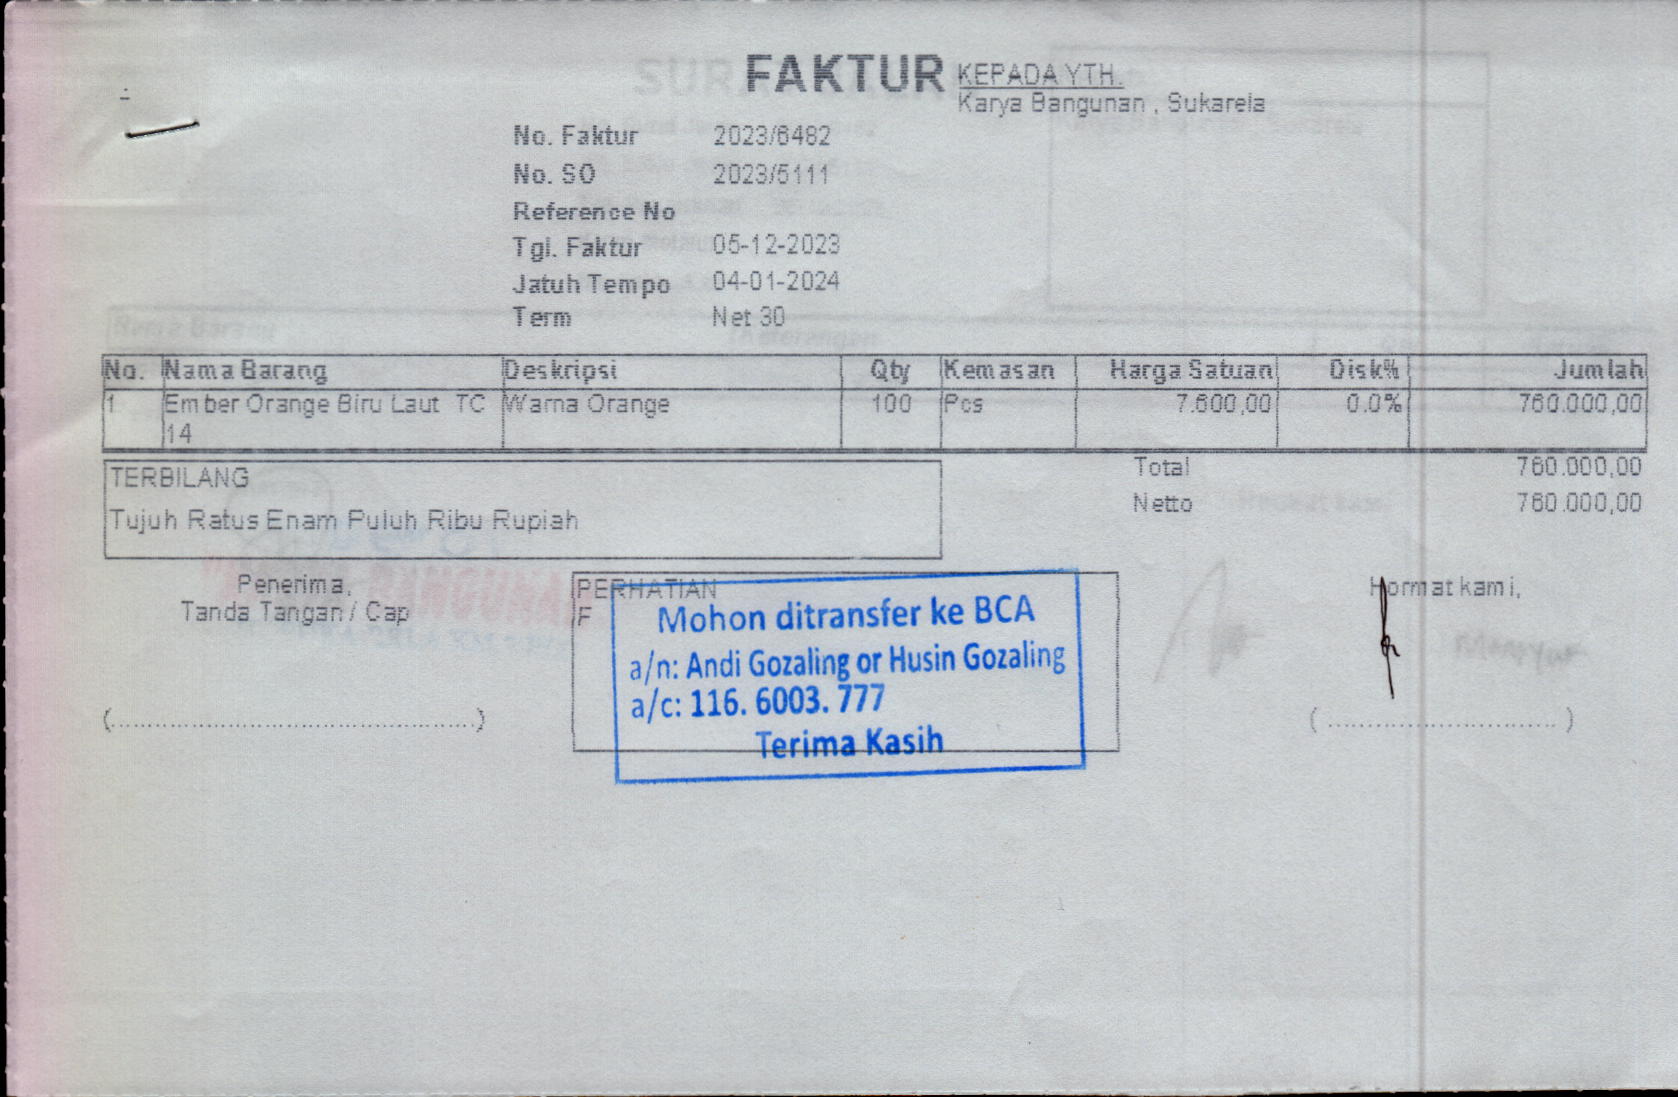 FAKTUR
KEPADA YTH.
Karya Bangunan , Sukarela
No. Faktur 2023/6482
No. SO 2023/5111
Reference No
Tgl. Faktur 05-12-2023
Jatuh Tempo 04-01-2024
Term Net 30
No. Nama Barang Deskripsi Qty Kemasan Harga Satuan Disk% Jumlah
1 Ember Orange Biru Laut TC Warna Orange 100 Pcs 7.600,00 0.0% 760.000,00
14
TERBILANG
Tujuh Ratus Enam Puluh Ribu Rupiah
Total 760.000,00
Netto 760.000,00
Penerima,
Tanda Tangan / Cap
(............................................)
PERHATIAN
F
Mohon ditransfer ke BCA
a/n: Andi Gozaling or Husin Gozaling
a/c: 116. 6003. 777
Terima Kasih
Hormat kami,
(............................)